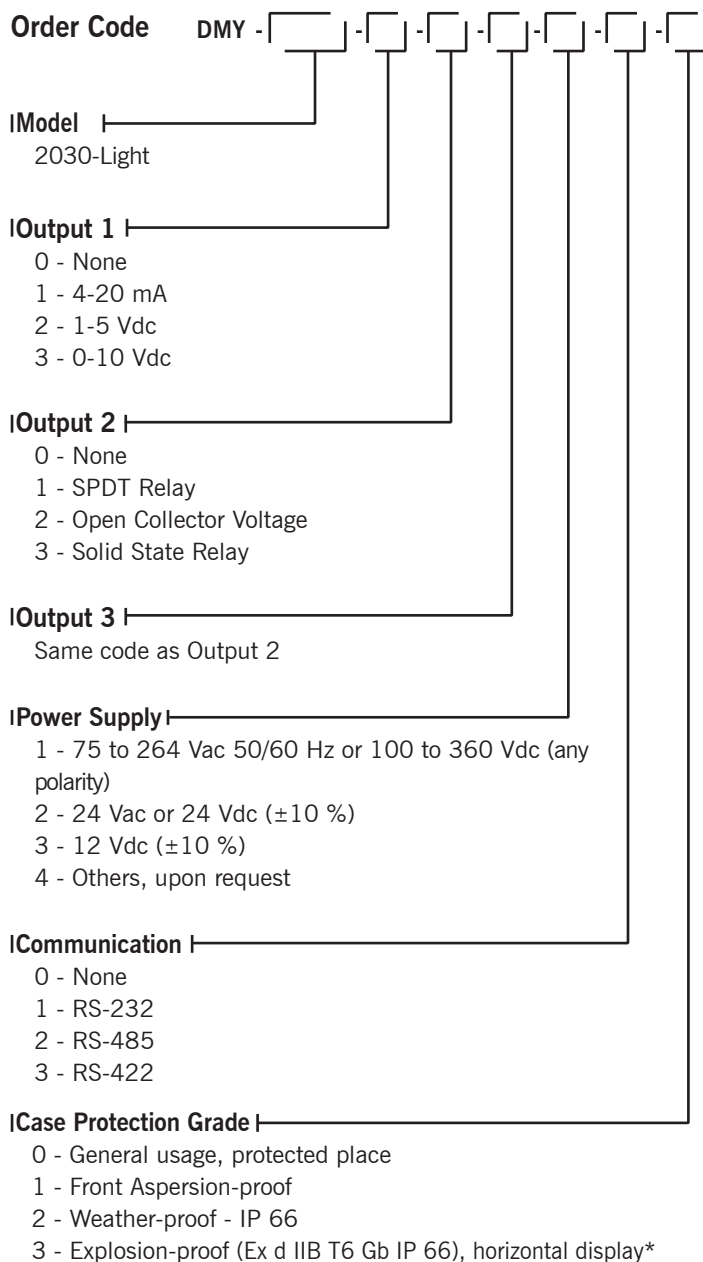 Order Code DMY - - - - - - -
Model
2030-Light
Output 1
0 - None
1 - 4-20 mA
2 - 1-5 Vdc
3 - 0-10 Vdc
Output 2
0 - None
1 - SPDT Relay
2 - Open Collector Voltage
3 - Solid State Relay
Output 3
Same code as Output 2
Power Supply
1 - 75 to 264 Vac 50/60 Hz or 100 to 360 Vdc (any
polarity)
2 - 24 Vac or 24 Vdc (±10 %)
3 - 12 Vdc (±10 %)
4 - Others, upon request
Communication
0 - None
1 - RS-232
2 - RS-485
3 - RS-422
Case Protection Grade
0 - General usage, protected place
1 - Front Aspersion-proof
2 - Weather-proof - IP 66
3 - Explosion-proof (Ex d IIB T6 Gb IP 66), horizontal display*